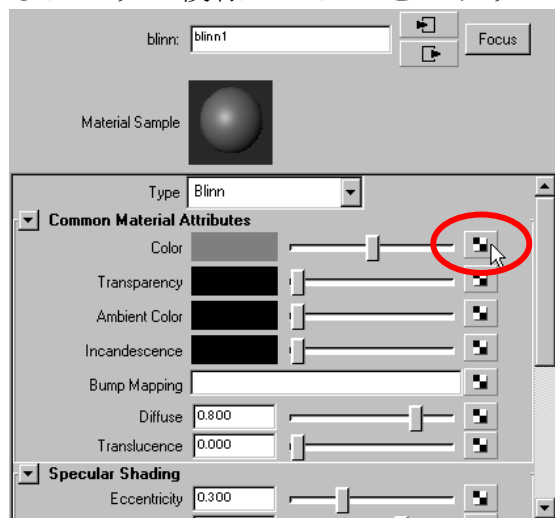 blinn: blinn1
Focus
Material Sample
Type Blinn
Common Material Attributes
Color
Transparency
Ambient Color
Incandescence
Bump Mapping
Diffuse 0.800
Translucence 0.000
Specular Shading
Eccentricity 0.300